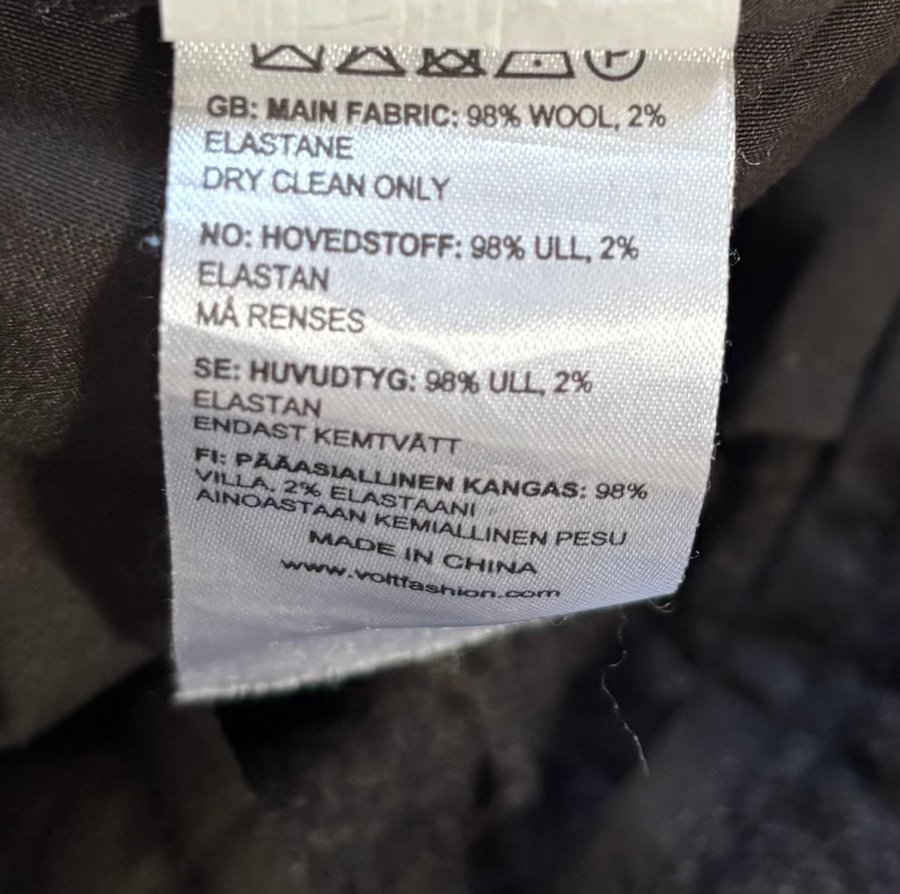 P
GB: MAIN FABRIC: 98% WOOL, 2%
ELASTANE
DRY CLEAN ONLY
NO: HOVEDSTOFF: 98% ULL, 2%
ELASTAN
MÅ RENSES
SE: HUVUDTYG: 98% ULL, 2%
ELASTAN
ENDAST KEMTVÄTT
FI: PÄÄASIALLINEN KANGAS: 98%
VILLA, 2% ELASTAANI
AINOASTAAN KEMIALLINEN PESU
MADE IN CHINA
www.voltfashion.com